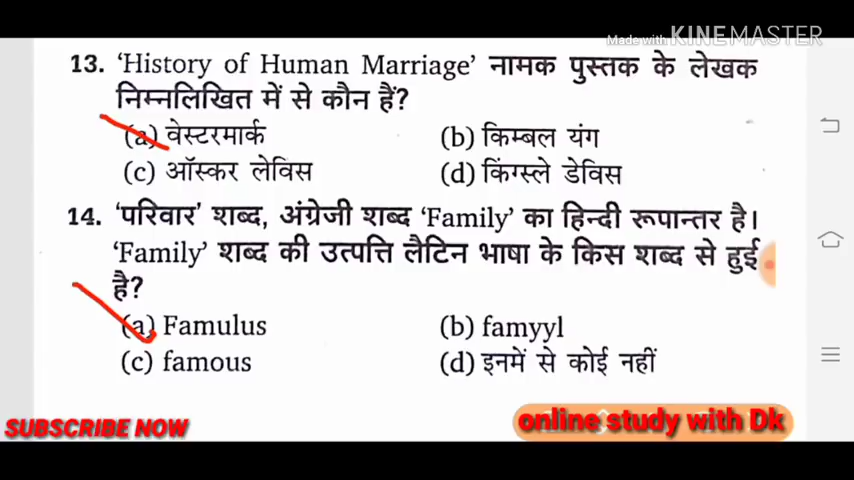 Made with KINEMASTER
13. ‘History of Human Marriage’ नामक पुस्तक के लेखक
निम्नलिखित में से कौन हैं?
(a) वेस्टरमार्क (b) किम्बल यंग
(c) ऑस्कर लेविस (d) किंग्स्ले डेविस
14. ‘परिवार’ शब्द, अंग्रेजी शब्द ‘Family’ का हिन्दी रूपान्तर है।
‘Family’ शब्द की उत्पत्ति लैटिन भाषा के किस शब्द से हुई
है?
(a) Famulus (b) famyyl
(c) famous (d) इनमें से कोई नहीं
SUBSCRIBE NOW online study with Dk